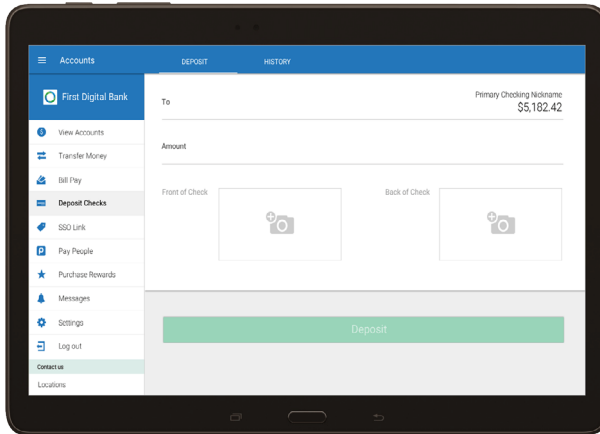 Accounts
DEPOSIT
HISTORY
First Digital Bank
View Accounts
Transfer Money
Bill Pay
Deposit Checks
SSO Link
Pay People
Purchase Rewards
Messages
Settings
Log out
Contact us
Locations
To
Primary Checking Nickname
$5,182.42
Amount
Front of Check
Back of Check
Deposit